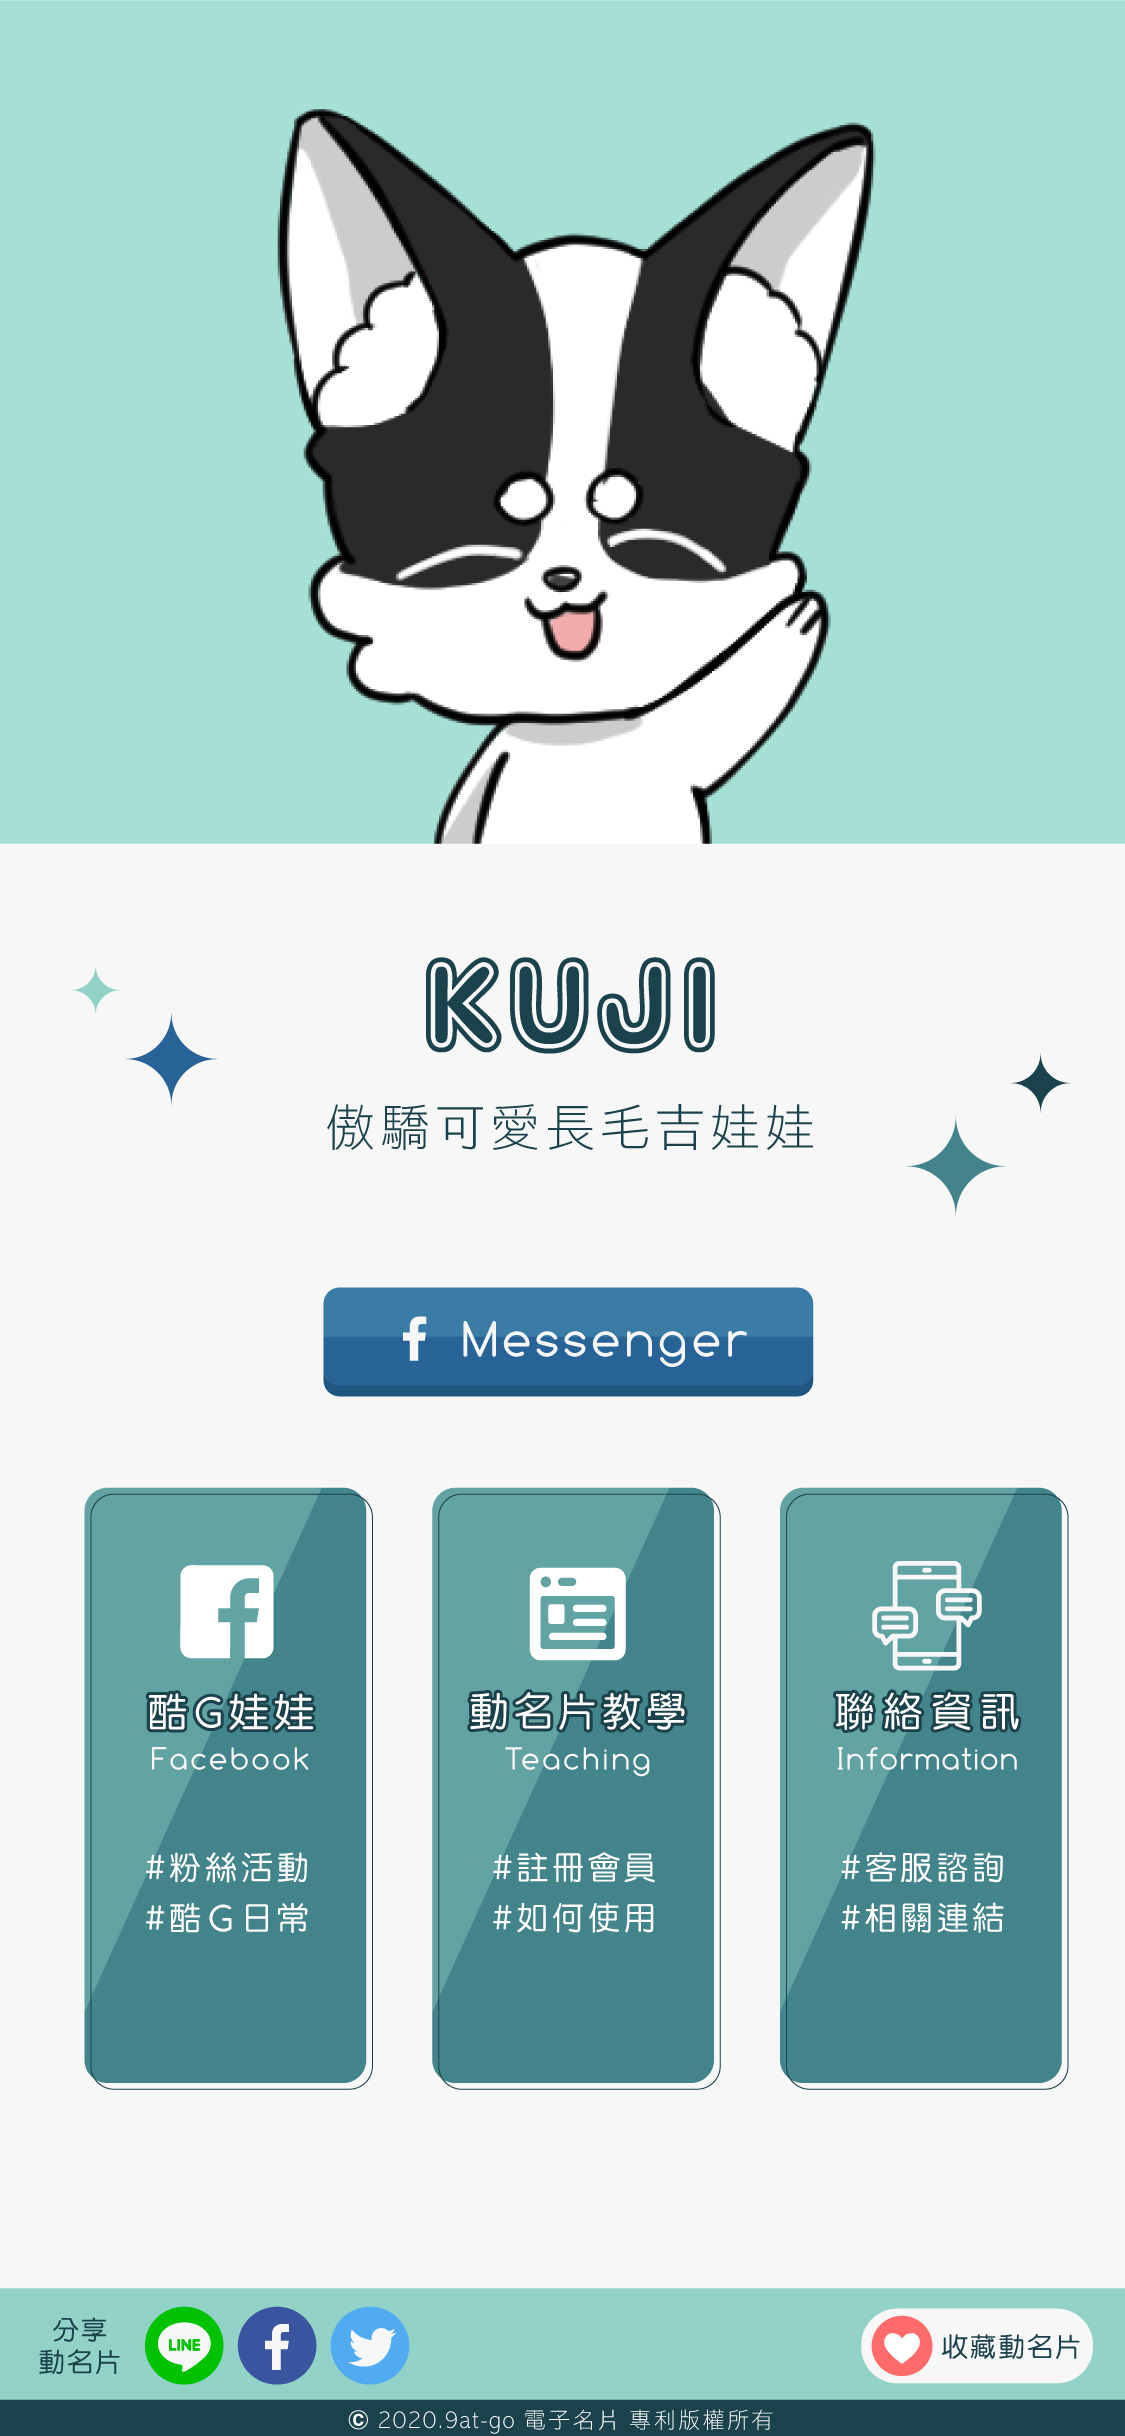 KUJI
傲驕可愛長毛吉娃娃
Messenger
酷G娃娃
Facebook
#粉絲活動
#酷G日常
動名片教學
Teaching
#註冊會員
#如何使用
聯絡資訊
Information
#客服諮詢
#相關連結
分享
動名片
LINE
收藏動名片
© 2020.9at-go 電子名片 專利版權所有